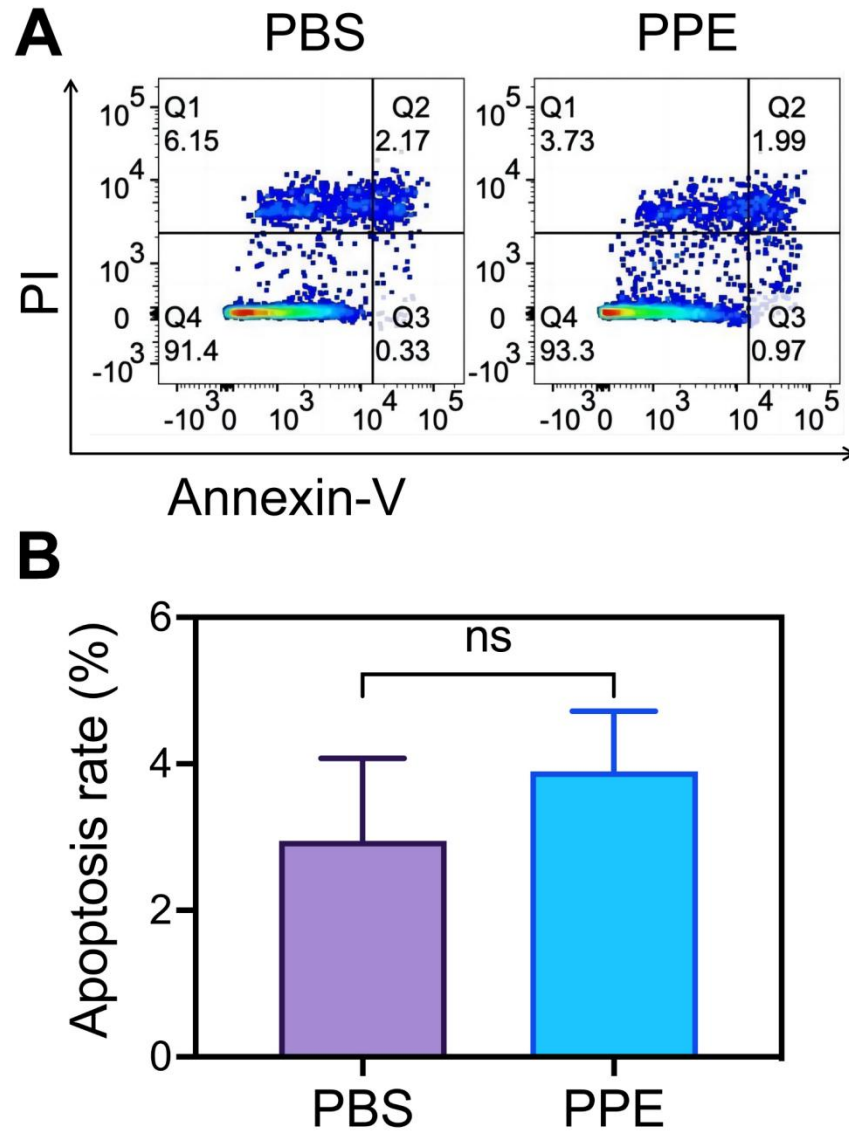 A
PBS PPE
Q1 Q2
6.15 2.17
Q4 Q3
91.4 0.33
10^5
10^4
10^3
0
-10^3
-10^3 0 10^3 10^4 10^5
Q1 Q2
3.73 1.99
Q4 Q3
93.3 0.97
10^5
10^4
10^3
0
-10^3
-10^3 0 10^3 10^4 10^5
PI
Annexin-V
B
Apoptosis rate (%)
6
4
2
0
ns
PBS PPE